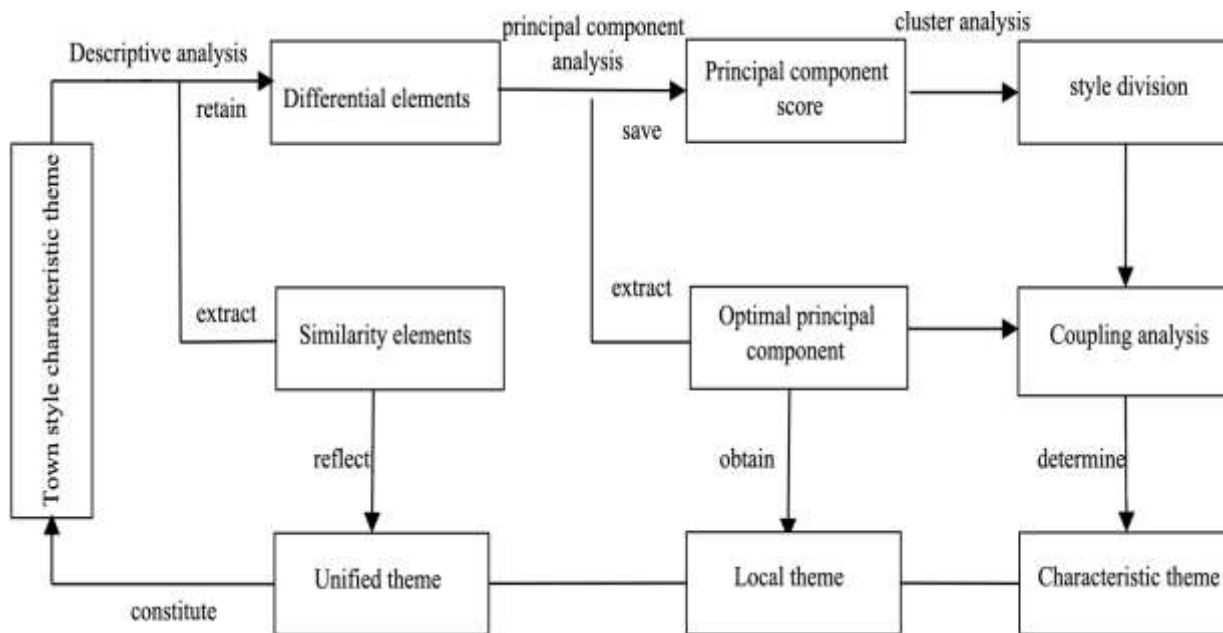 cluster analysis
principal component
analysis
Descriptive analysis
retain
Differential elements
save
Principal component
score
style division
Town style characteristic theme
extract
Similarity elements
extract
Optimal principal
component
Coupling analysis
reflect
obtain
determine
Unified theme
Local theme
Characteristic theme
constitute